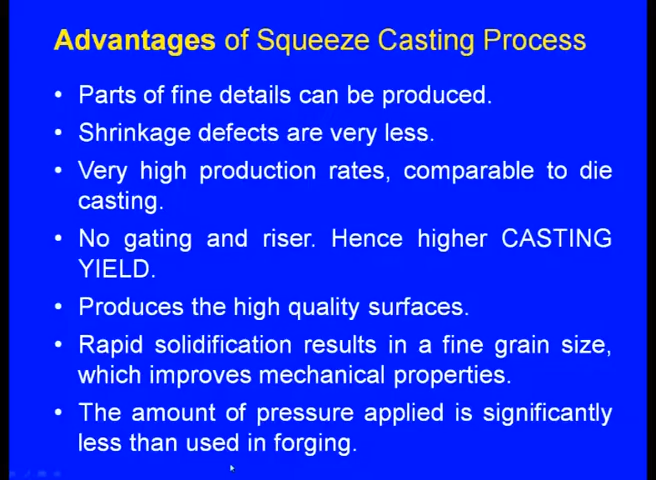 Advantages of Squeeze Casting Process
• Parts of fine details can be produced.
• Shrinkage defects are very less.
• Very high production rates, comparable to die
casting.
• No gating and riser. Hence higher CASTING
YIELD.
• Produces the high quality surfaces.
• Rapid solidification results in a fine grain size,
which improves mechanical properties.
• The amount of pressure applied is significantly
less than used in forging.